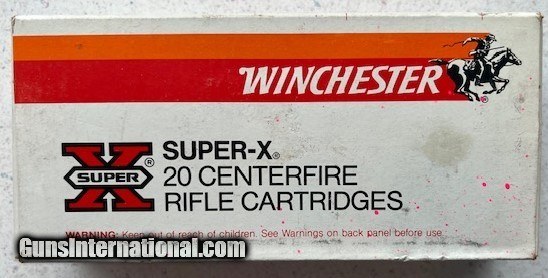 WINCHESTER®
X® SUPER
SUPER-X®
20 CENTERFIRE
RIFLE CARTRIDGES
WARNING: Keep out of reach of children. See Warnings on back panel before use.
GunsInternational.com